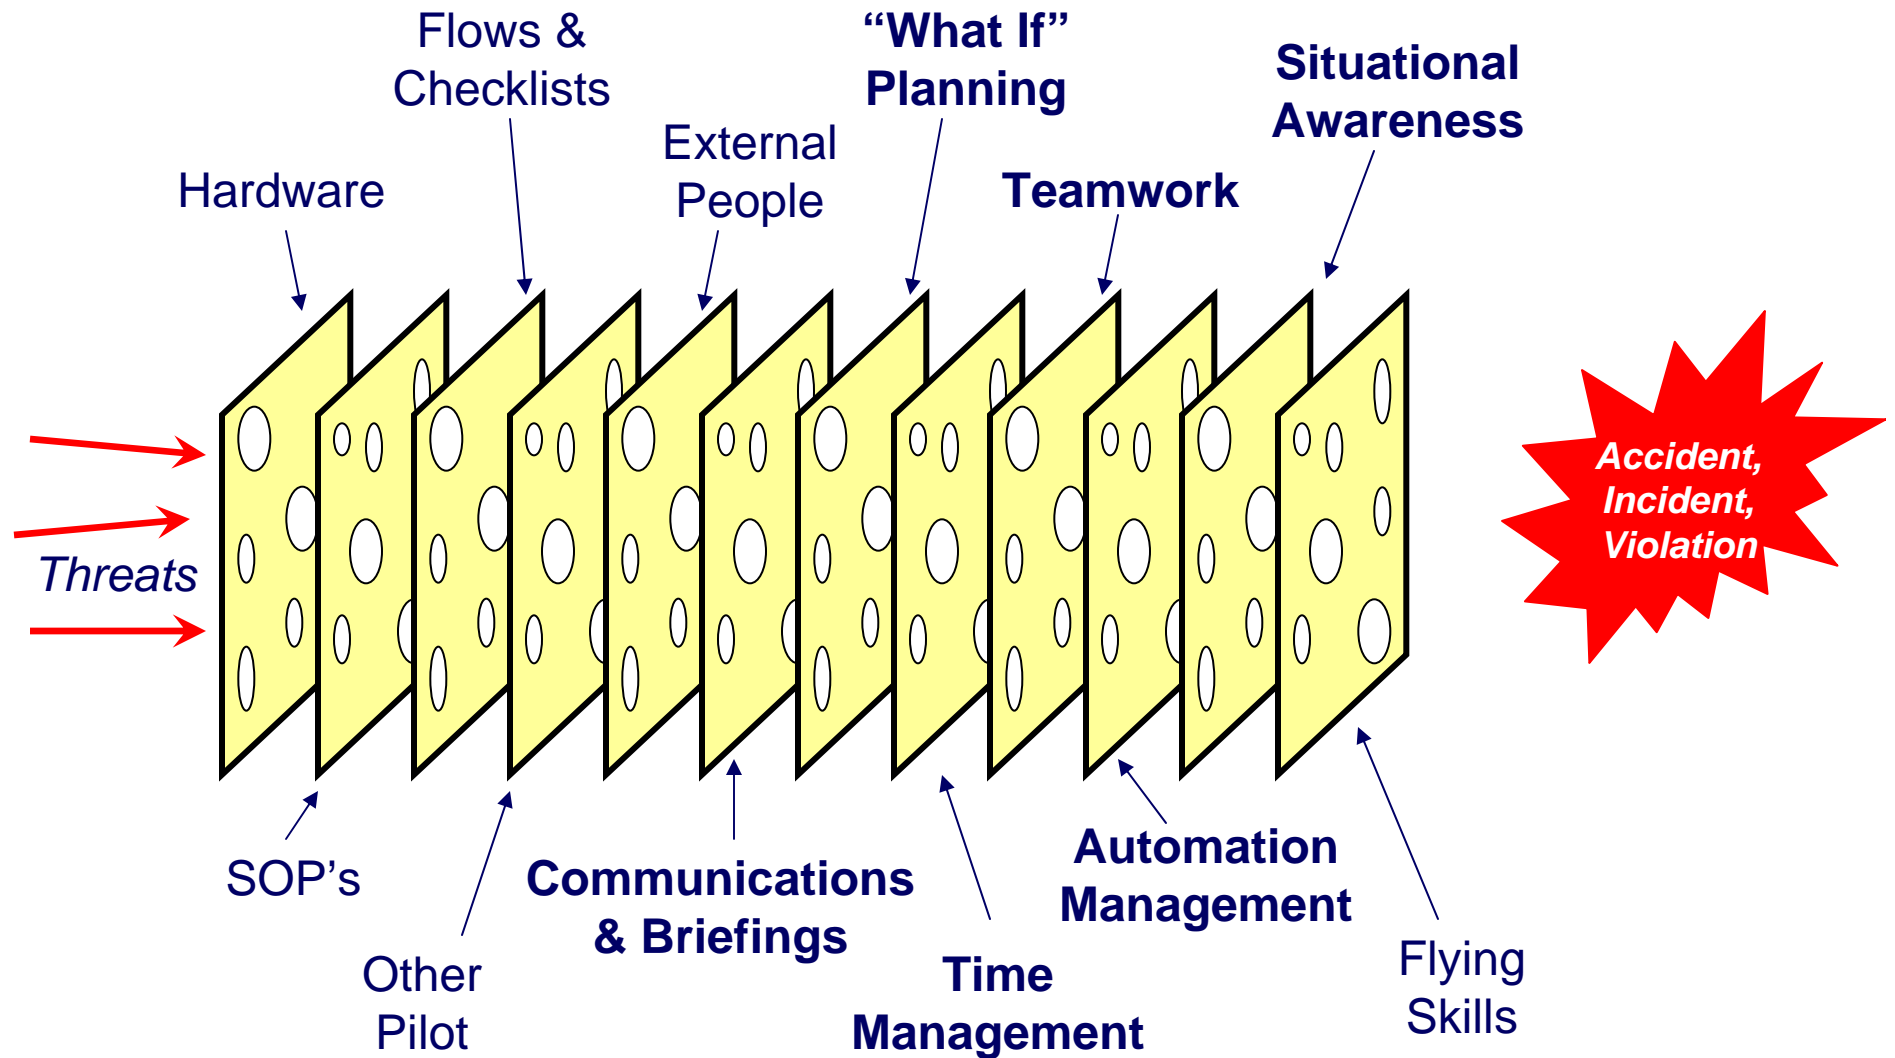 Flows &
Checklists
“What If”
Planning
Situational
Awareness
External
People
Hardware
Teamwork
Threats
Accident,
Incident,
Violation
SOP’s
Communications
& Briefings
Automation
Management
Other
Pilot
Time
Management
Flying
Skills